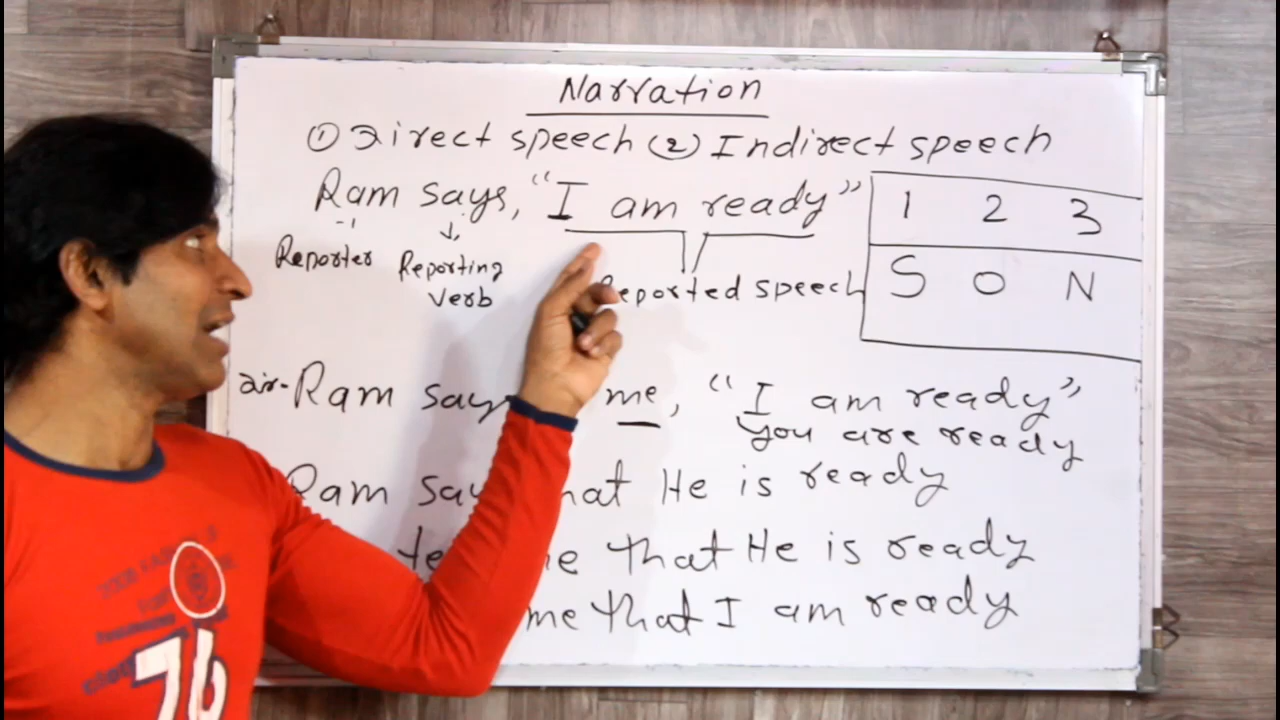 Narration
① Direct speech ② Indirect speech
Ram says, "I am ready"
Reporter
Reporting
Verb
Reported speech
1 2 3
S O N
Ram says me, "I am ready"
You are ready
Ram says that He is ready
me that He is ready
me that I am ready
76